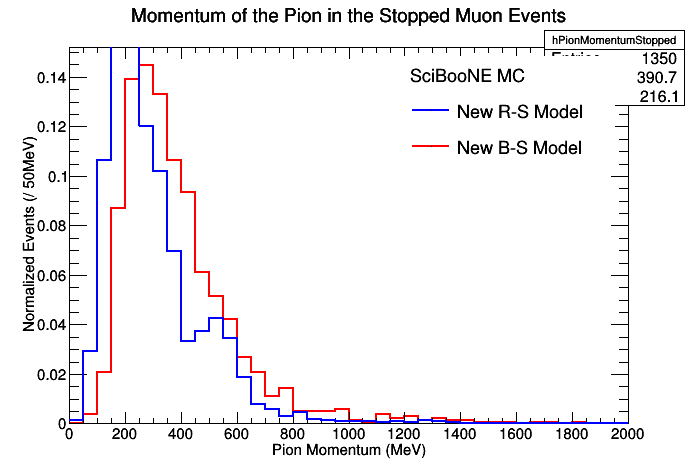 Momentum of the Pion in the Stopped Muon Events
hPionMomentumStopped
1350
390.7
216.1
SciBooNE MC
New R-S Model
New B-S Model
Normalized Events (/ 50MeV)
0.14
0.12
0.1
0.08
0.06
0.04
0.02
0
0 200 400 600 800 1000 1200 1400 1600 1800 2000
Pion Momentum (MeV)